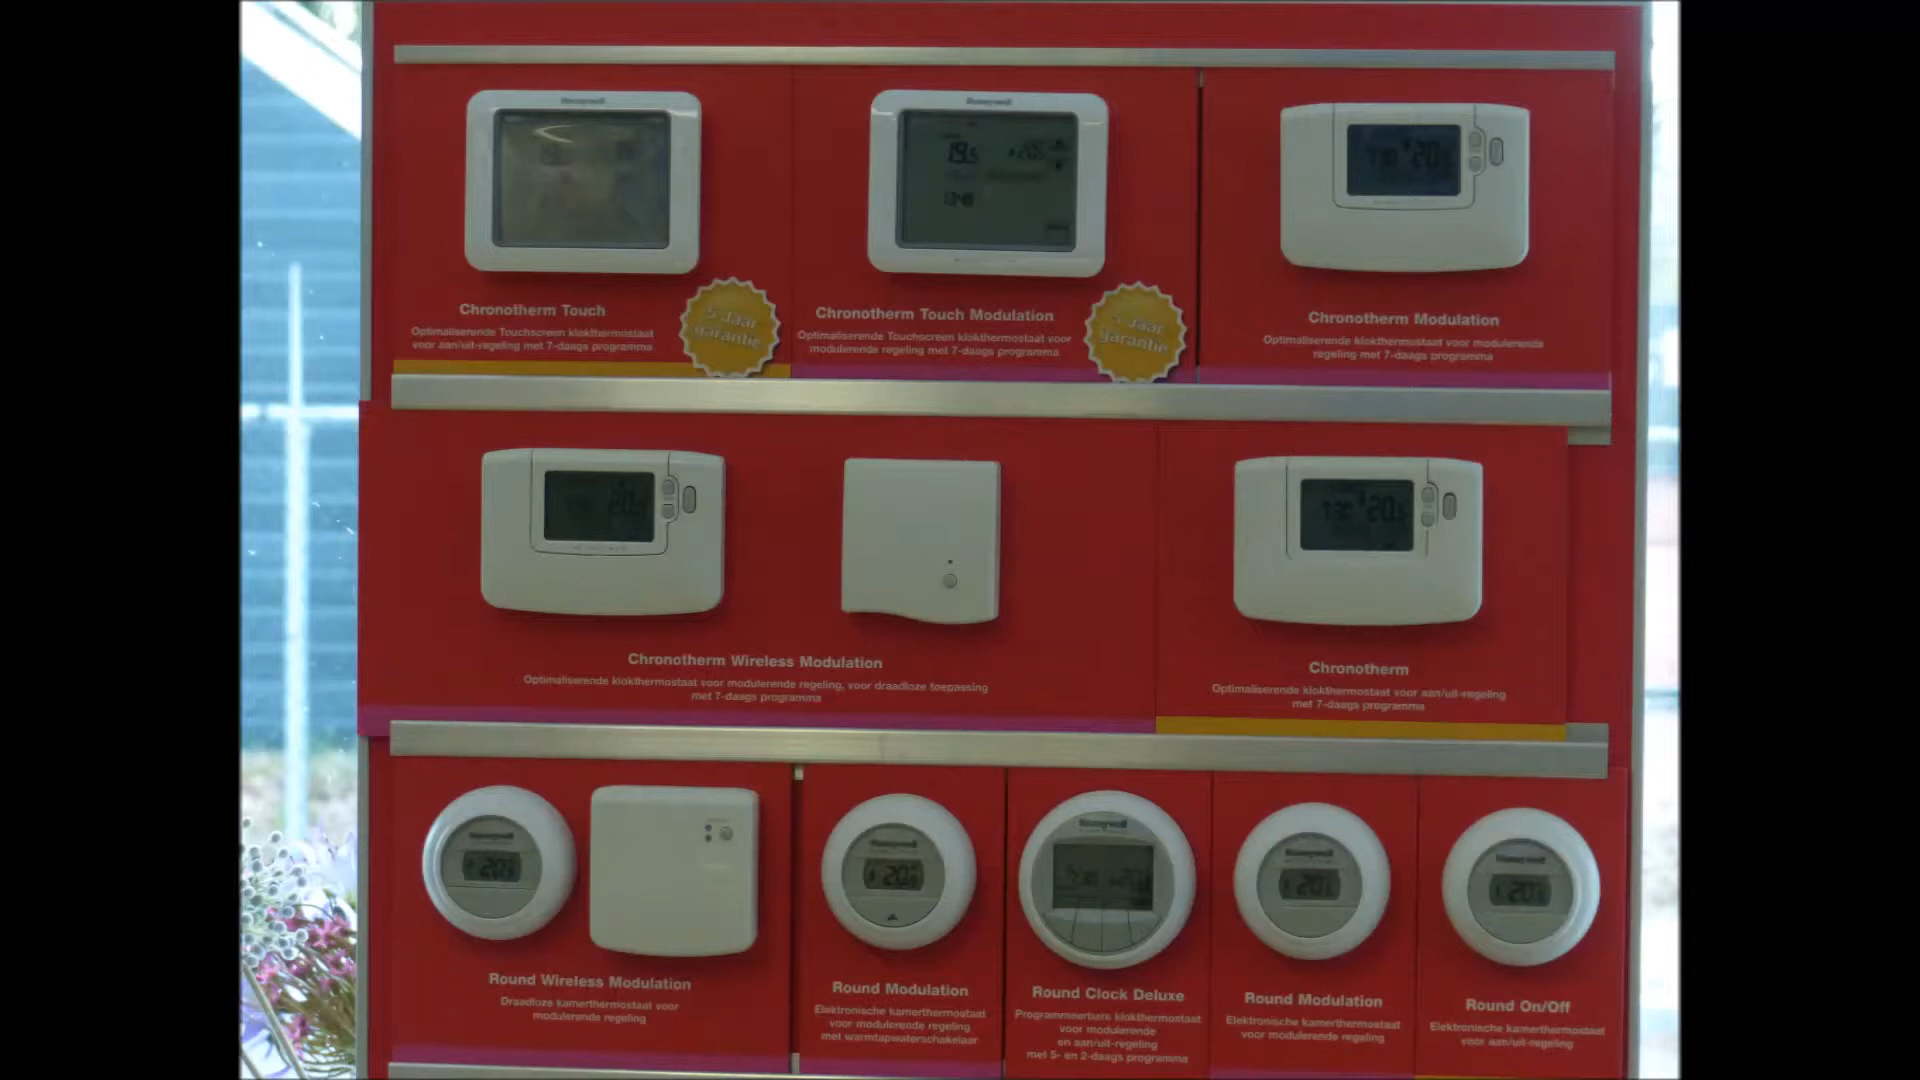 Honeywell
Honeywell
19.5
20.5
7:30 20.5
Chronotherm Touch
Optimaliserende Touchscreen klokthermostaat
voor aan/uit-regeling met 7-daags programma
5 Jaar
garantie
Chronotherm Touch Modulation
Optimaliserende Touchscreen klokthermostaat voor
modulerende regeling met 7-daags programma
5 Jaar
garantie
Chronotherm Modulation
Optimaliserende klokthermostaat voor modulerende
regeling met 7-daags programma
Chronotherm Wireless Modulation
Optimaliserende klokthermostaat voor modulerende regeling, voor draadloze toepassing
met 7-daags programma
Chronotherm
Optimaliserende klokthermostaat voor aan/uit-regeling
met 7-daags programma
Honeywell
Honeywell
Honeywell
Honeywell
Honeywell
Round Wireless Modulation
Draadloze kamerthermostaat voor
modulerende regeling
Round Modulation
Elektronische kamerthermostaat
voor modulerende regeling
met warmtapwaterschakelaar
Round Clock Deluxe
Programmeerbare klokthermostaat
voor modulerende
en aan/uit-regeling
met 5- en 2-daags programma
Round Modulation
Elektronische kamerthermostaat
voor modulerende regeling
Round On/Off
Elektronische kamerthermostaat
voor aan/uit-regeling